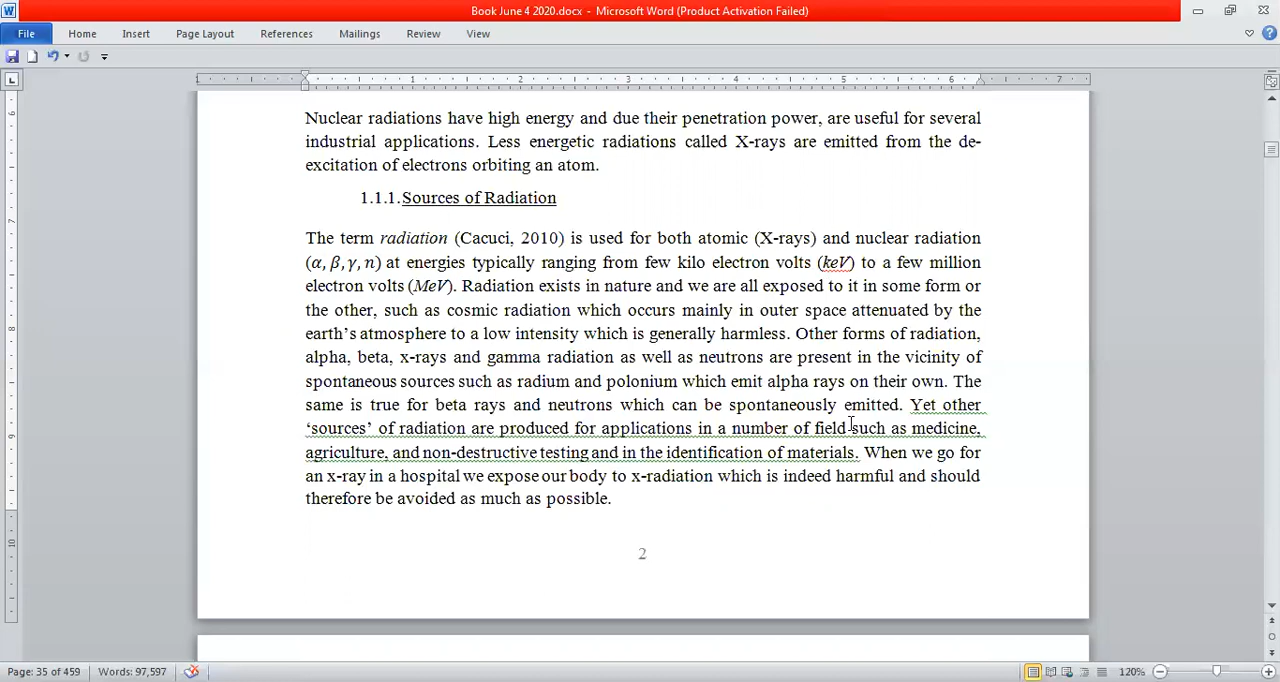 Book June 4 2020.docx - Microsoft Word (Product Activation Failed)
File Home Insert Page Layout References Mailings Review View
1 1 2 3 4 5 6 7
Nuclear radiations have high energy and due their penetration power, are useful for several
industrial applications. Less energetic radiations called X-rays are emitted from the de-
excitation of electrons orbiting an atom.
1.1.1. Sources of Radiation
The term radiation (Cacuci, 2010) is used for both atomic (X-rays) and nuclear radiation
(α, β, γ, n) at energies typically ranging from few kilo electron volts (keV) to a few million
electron volts (MeV). Radiation exists in nature and we are all exposed to it in some form or
the other, such as cosmic radiation which occurs mainly in outer space attenuated by the
earth's atmosphere to a low intensity which is generally harmless. Other forms of radiation,
alpha, beta, x-rays and gamma radiation as well as neutrons are present in the vicinity of
spontaneous sources such as radium and polonium which emit alpha rays on their own. The
same is true for beta rays and neutrons which can be spontaneously emitted. Yet other
‘sources’ of radiation are produced for applications in a number of field such as medicine,
agriculture, and non-destructive testing and in the identification of materials. When we go for
an x-ray in a hospital we expose our body to x-radiation which is indeed harmful and should
therefore be avoided as much as possible.
2
Page: 35 of 459 Words: 97,597 120%